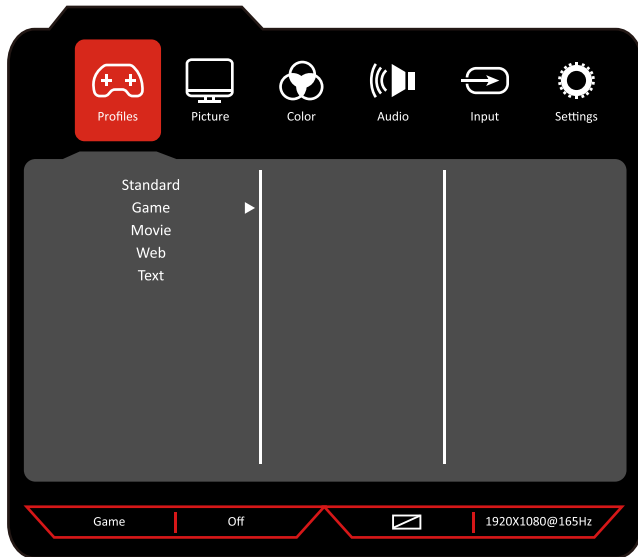 Profiles Picture Color Audio Input Settings
Standard
Game
Movie
Web
Text
Game Off 1920X1080@165Hz